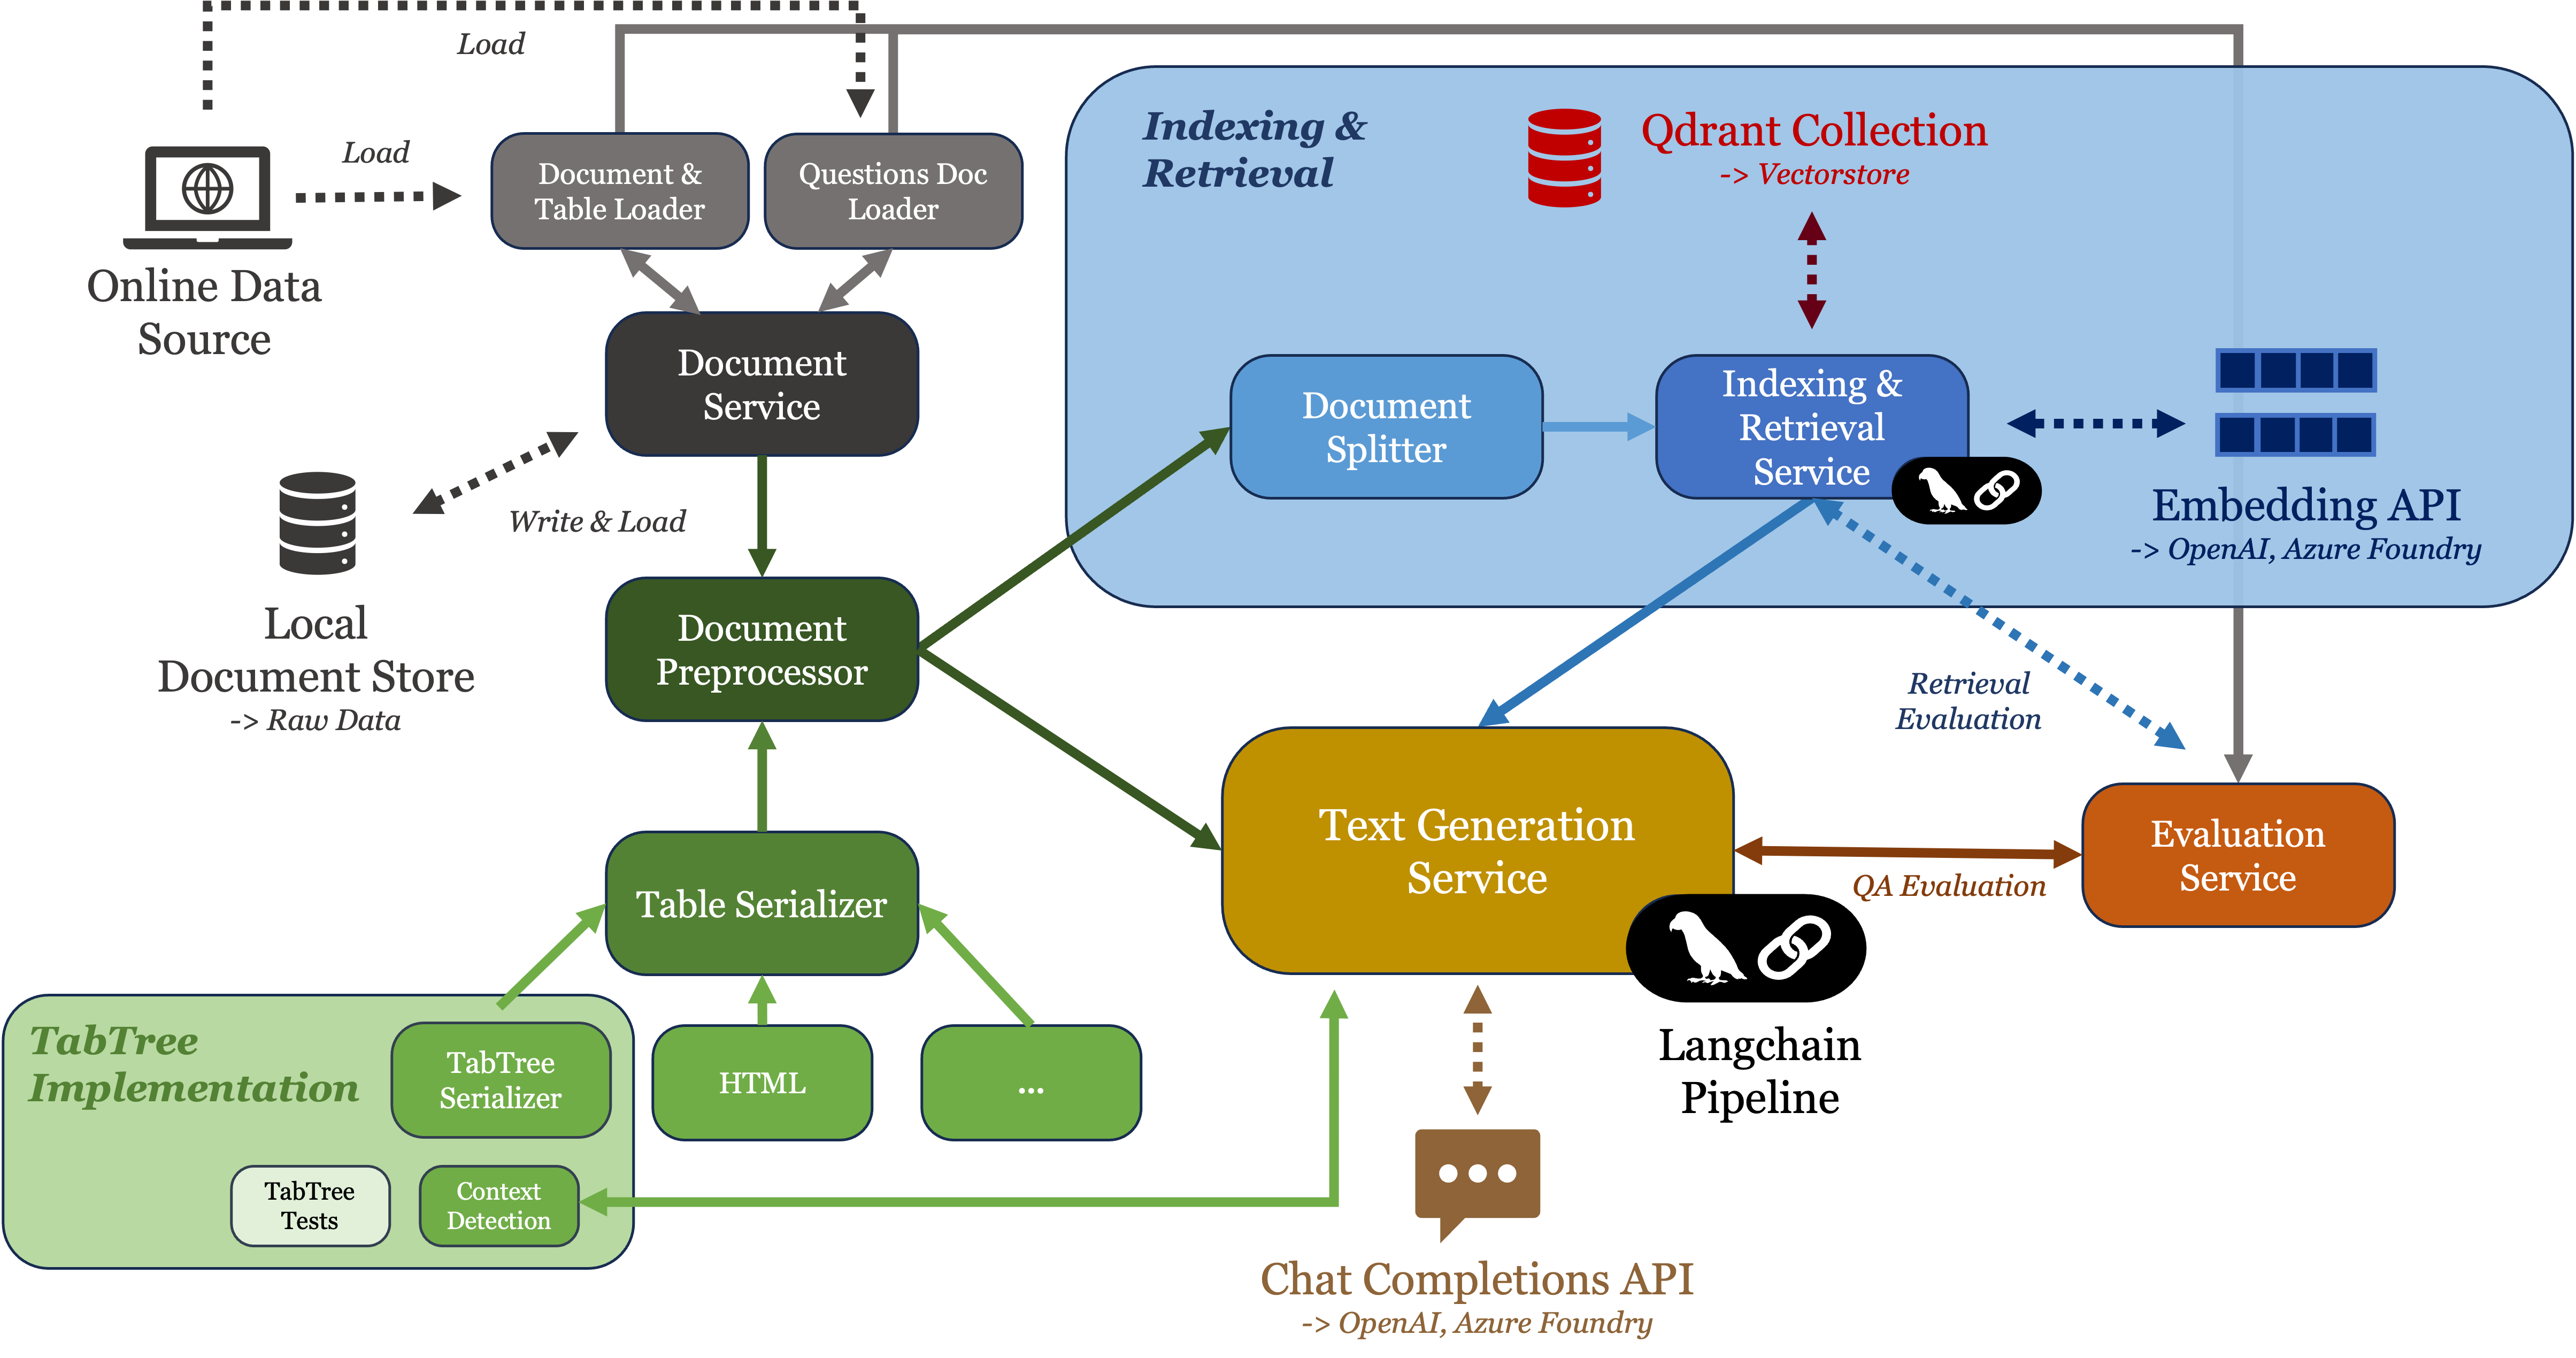 Load
Load
Online Data
Source
Document &
Table Loader
Questions Doc
Loader
Document
Service
Write & Load
Local
Document Store
-> Raw Data
Document
Preprocessor
Table Serializer
TabTree
Implementation
TabTree
Serializer
HTML
...
TabTree
Tests
Context
Detection
Indexing &
Retrieval
Qdrant Collection
-> Vectorstore
Document
Splitter
Indexing &
Retrieval
Service
Embedding API
-> OpenAI, Azure Foundry
Retrieval
Evaluation
Text Generation
Service
QA Evaluation
Evaluation
Service
Langchain
Pipeline
Chat Completions API
-> OpenAI, Azure Foundry